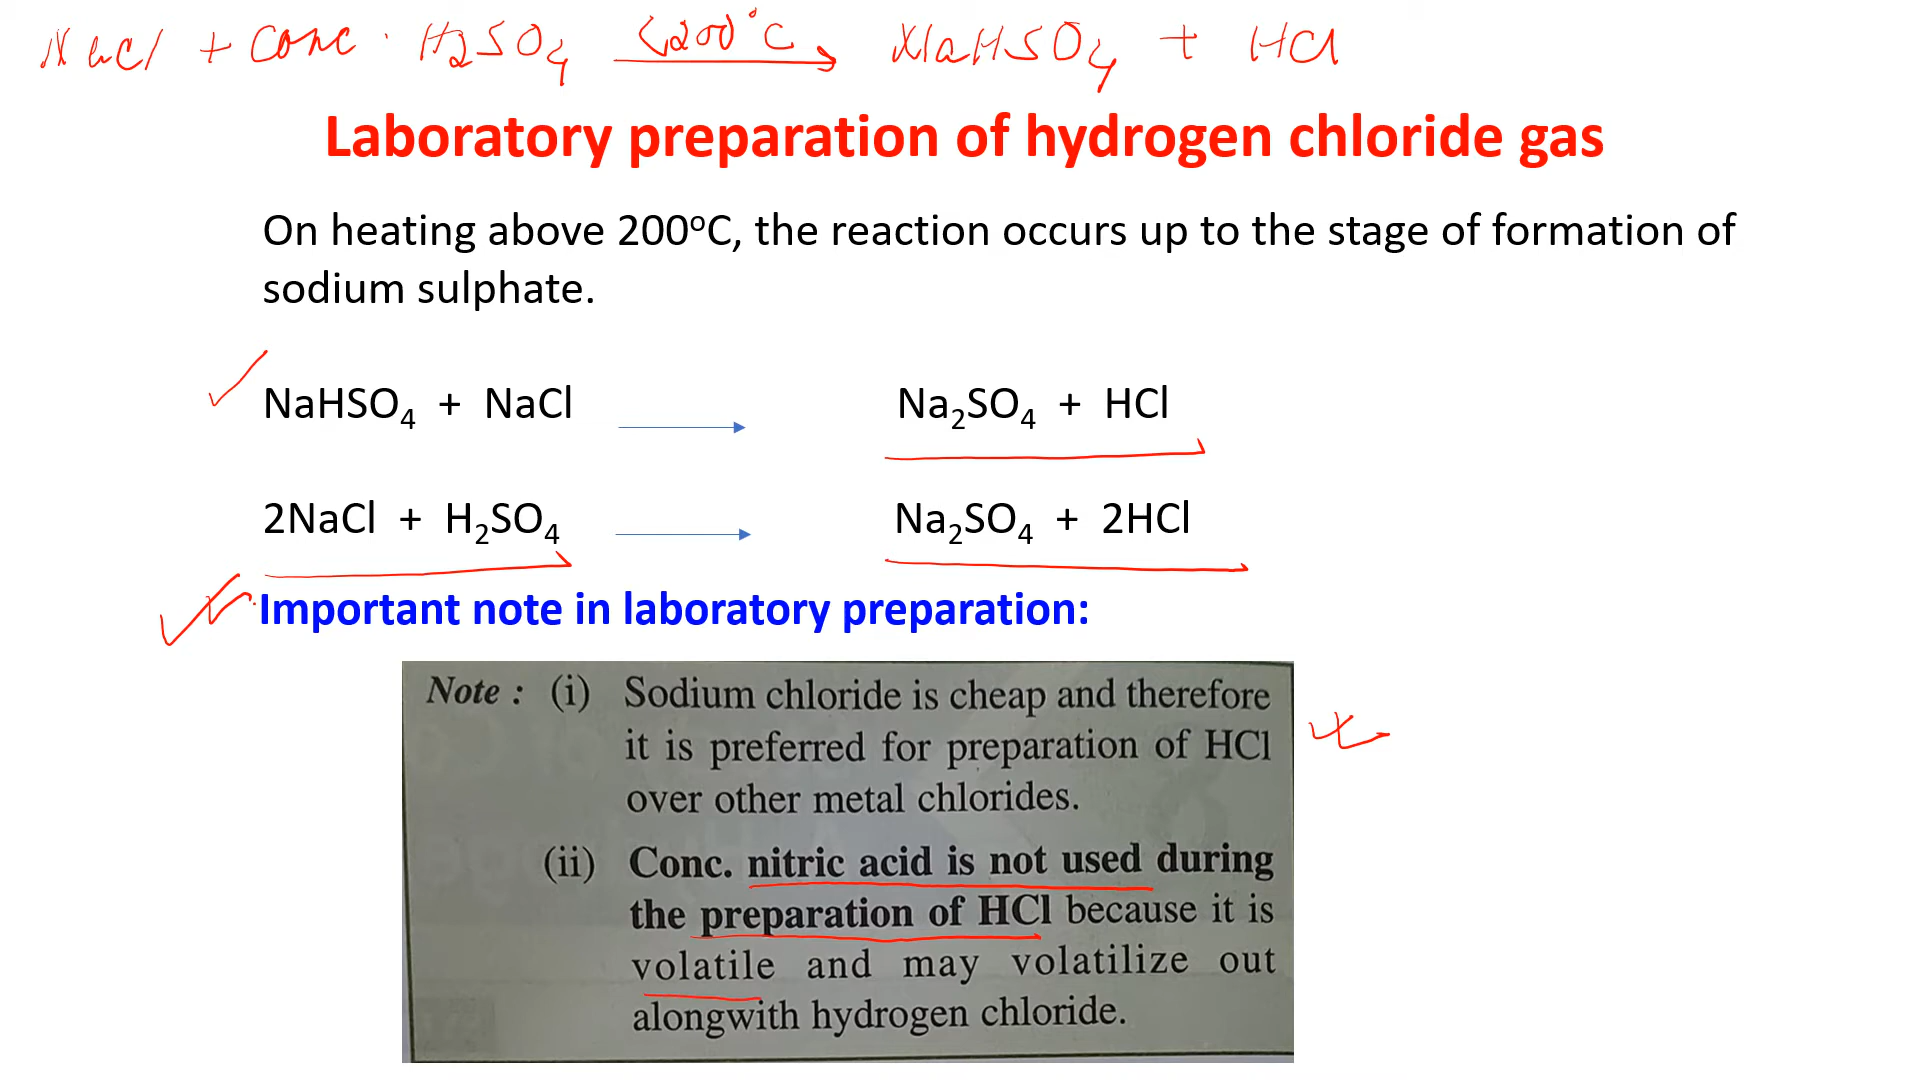 NaCl + Conc. H2SO4 <200°C → NaHSO4 + HCl
Laboratory preparation of hydrogen chloride gas
On heating above 200°C, the reaction occurs up to the stage of formation of
sodium sulphate.
NaHSO4 + NaCl → Na2SO4 + HCl
2NaCl + H2SO4 → Na2SO4 + 2HCl
Important note in laboratory preparation:
Note : (i) Sodium chloride is cheap and therefore
it is preferred for preparation of HCl
over other metal chlorides.
(ii) Conc. nitric acid is not used during
the preparation of HCl because it is
volatile and may volatilize out
alongwith hydrogen chloride.